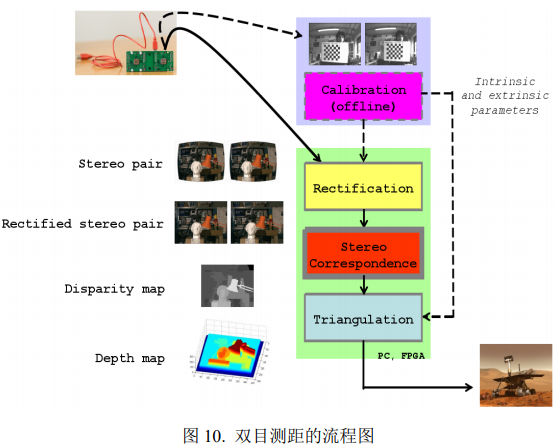 Calibration
(offline)
Intrinsic
and extrinsic
parameters
Stereo pair
Rectification
Rectified stereo pair
Stereo
Correspondence
Disparity map
Triangulation
Depth map
PC, FPGA
图 10. 双目测距的流程图